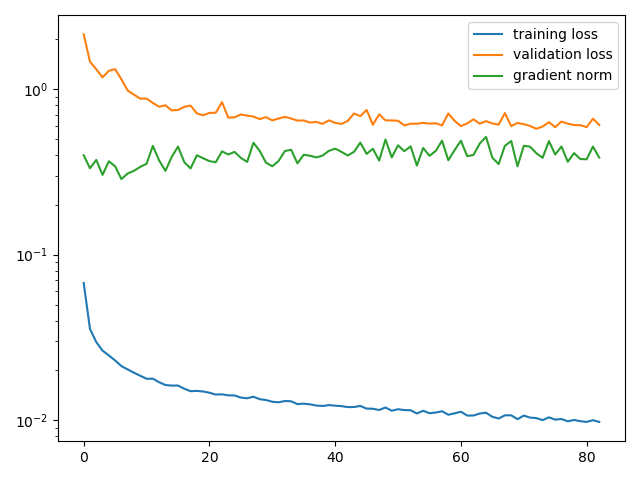 training loss
validation loss
gradient norm
10⁰
10⁻¹
10⁻²
0 20 40 60 80